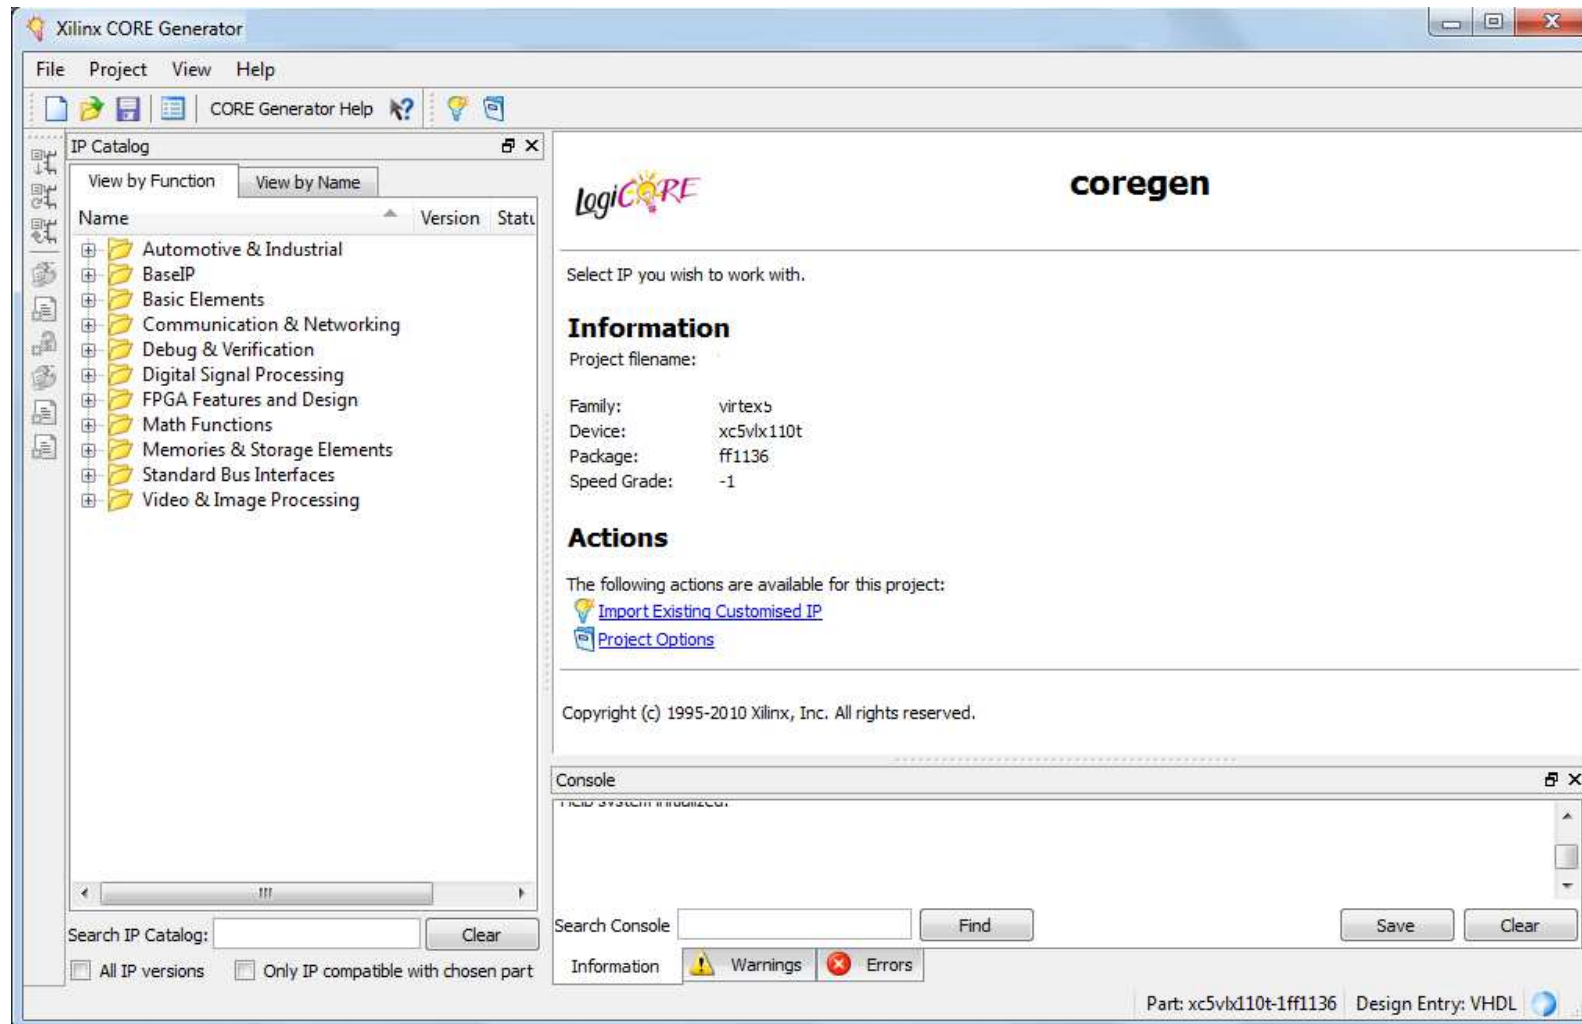 Xilinx CORE Generator
File Project View Help
CORE Generator Help
IP Catalog
View by Function View by Name
Name Version Statu
Automotive & Industrial
BaseIP
Basic Elements
Communication & Networking
Debug & Verification
Digital Signal Processing
FPGA Features and Design
Math Functions
Memories & Storage Elements
Standard Bus Interfaces
Video & Image Processing
Search IP Catalog: Clear
All IP versions Only IP compatible with chosen part
LogiCORE
coregen
Select IP you wish to work with.
Information
Project filename:
Family: virtex5
Device: xc5vlx110t
Package: ff1136
Speed Grade: -1
Actions
The following actions are available for this project:
Import Existing Customised IP
Project Options
Copyright (c) 1995-2010 Xilinx, Inc. All rights reserved.
Console
Help system initialized.
Search Console Find Save Clear
Information Warnings Errors
Part: xc5vlx110t-1ff1136 Design Entry: VHDL